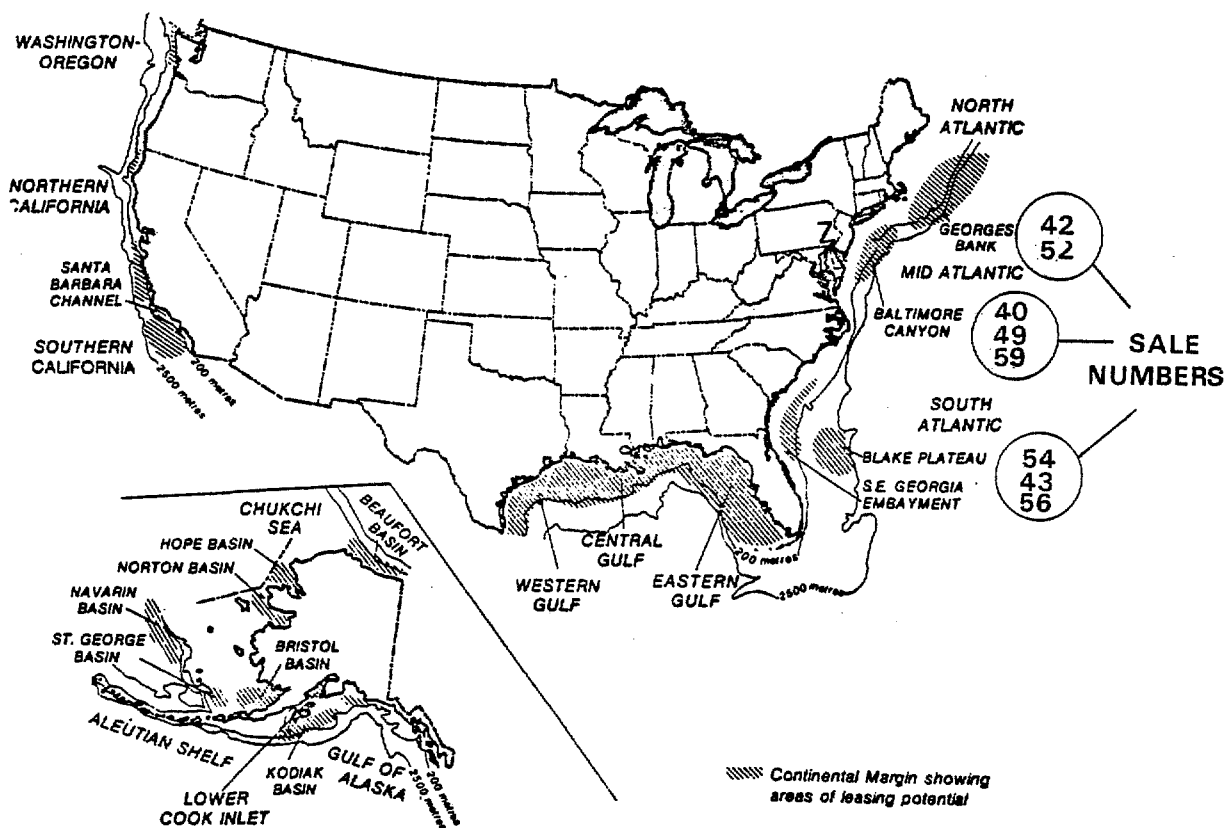 WASHINGTON-
OREGON
NORTHERN
CALIFORNIA
SANTA
BARBARA
CHANNEL
SOUTHERN
CALIFORNIA
200 metres
2500 metres
NORTH
ATLANTIC
GEORGES
BANK
42
52
MID ATLANTIC
BALTIMORE
CANYON
40
49
59
SALE
NUMBERS
SOUTH
ATLANTIC
BLAKE PLATEAU
S.E. GEORGIA
EMBAYMENT
54
43
56
CENTRAL
GULF
WESTERN
GULF
EASTERN
GULF
200 metres
2500 metres
CHUKCHI
SEA
BEAUFORT
BASIN
HOPE BASIN
NORTON BASIN
NAVARIN
BASIN
ST. GEORGE
BASIN
BRISTOL
BASIN
ALEUTIAN SHELF
KODIAK
BASIN
GULF OF
ALASKA
200 metres
2500 metres
LOWER
COOK INLET
Continental Margin showing
areas of leasing potential